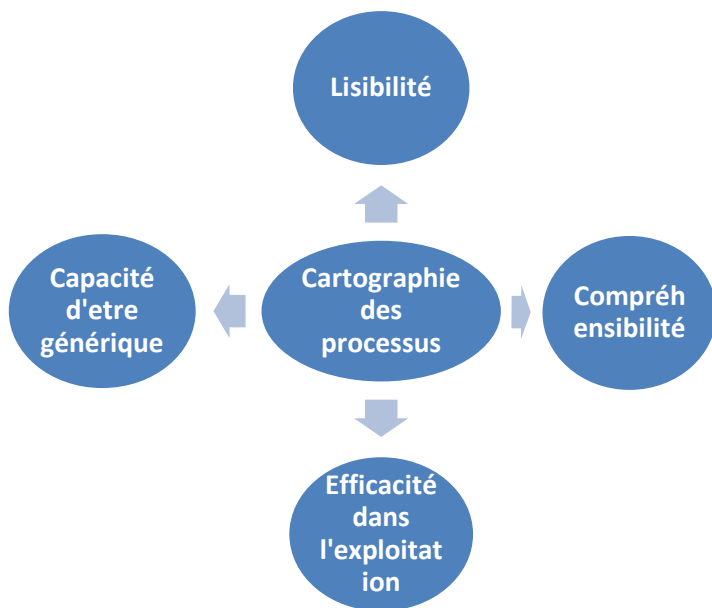 Lisibilité
Capacité
d'etre
générique
Cartographie
des
processus
Compréh
ensibilité
Efficacité
dans
l'exploitat
ion